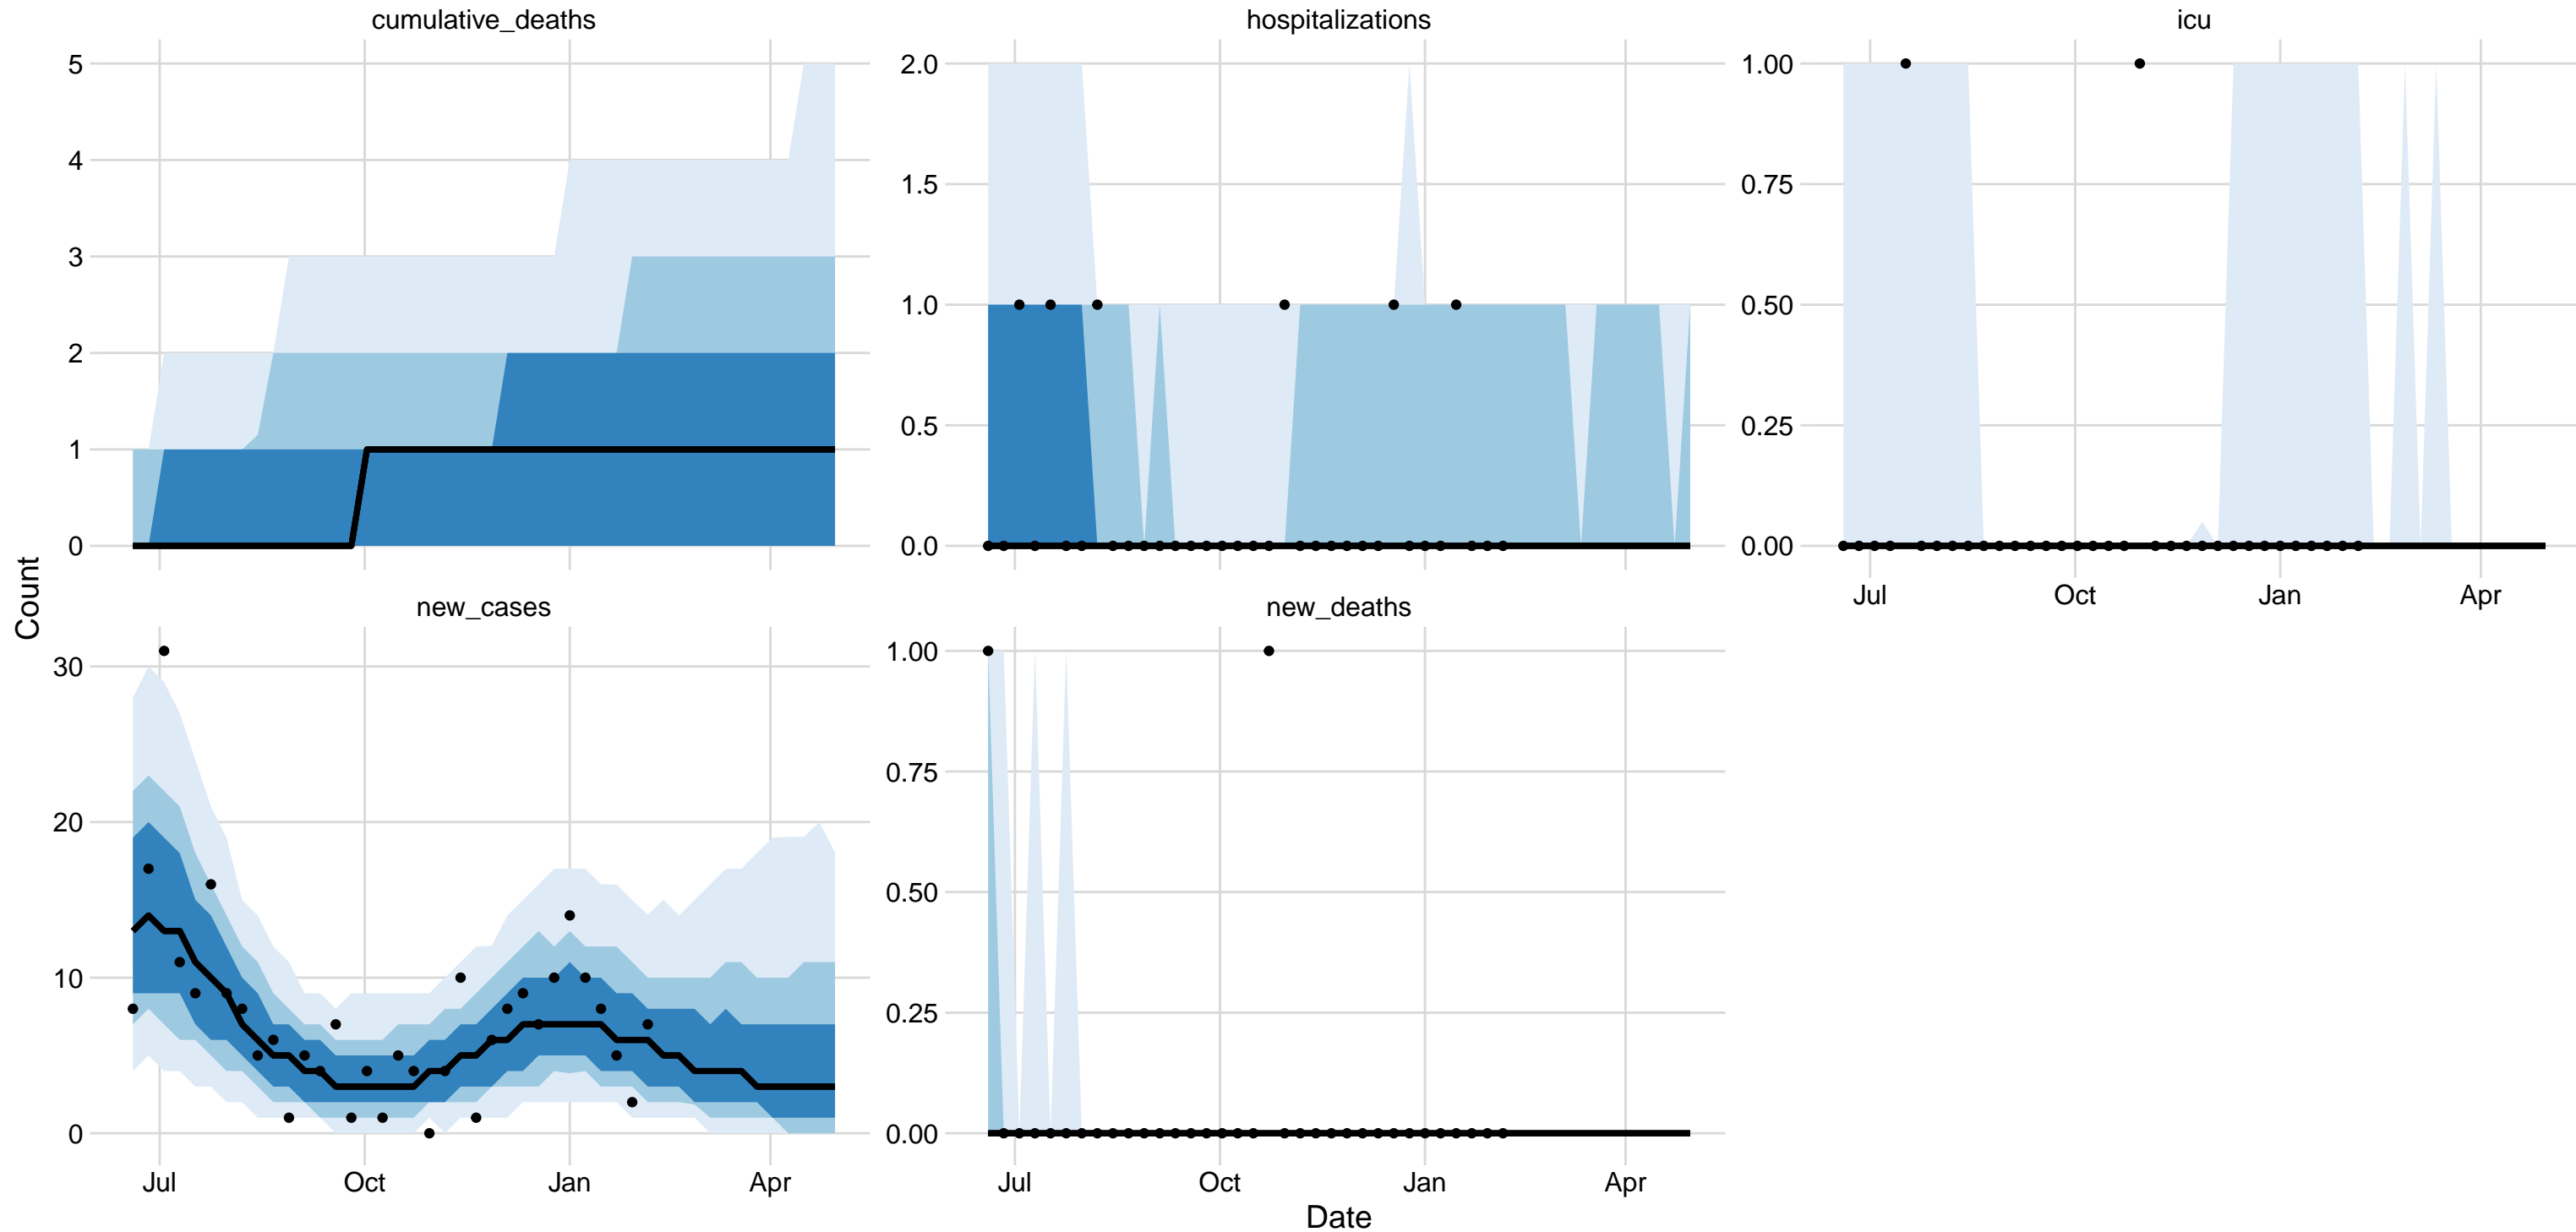 cumulative_deaths
hospitalizations
icu
5
4
3
2
1
0
2.0
1.5
1.0
0.5
0.0
1.00
0.75
0.50
0.25
0.00
Jul
Oct
Jan
Apr
Count
new_cases
new_deaths
30
20
10
0
1.00
0.75
0.50
0.25
0.00
Jul
Oct
Jan
Apr
Jul
Oct
Jan
Apr
Date